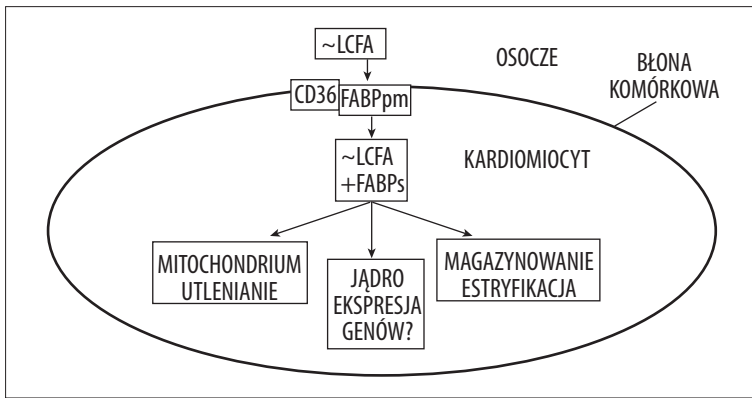 ~LCFA
OSOCZE
BŁONA
KOMÓRKOWA
CD36
FABPpm
~LCFA
+FABPs
KARDIOMIOCYT
MITOCHONDRIUM
UTLENIANIE
JĄDRO
EKSPRESJA
GENÓW?
MAGAZYNOWANIE
ESTRYFIKACJA